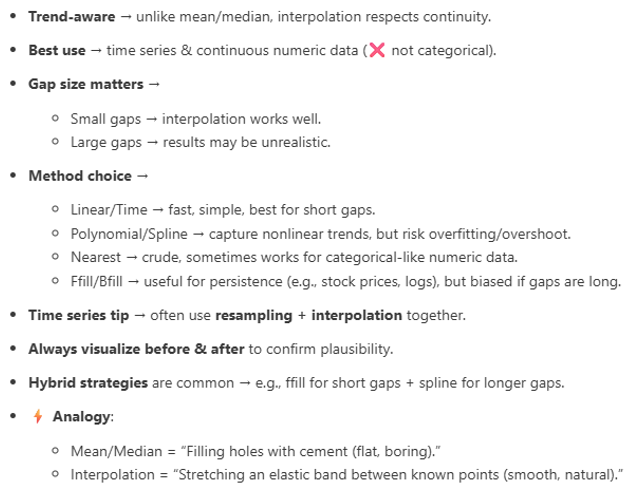 • Trend-aware → unlike mean/median, interpolation respects continuity.
• Best use → time series & continuous numeric data (❌ not categorical).
• Gap size matters →
○ Small gaps → interpolation works well.
○ Large gaps → results may be unrealistic.
• Method choice →
○ Linear/Time → fast, simple, best for short gaps.
○ Polynomial/Spline → capture nonlinear trends, but risk overfitting/overshoot.
○ Nearest → crude, sometimes works for categorical-like numeric data.
○ Ffill/Bfill → useful for persistence (e.g., stock prices, logs), but biased if gaps are long.
• Time series tip → often use resampling + interpolation together.
• Always visualize before & after to confirm plausibility.
• Hybrid strategies are common → e.g., ffill for short gaps + spline for longer gaps.
• ⚡ Analogy:
○ Mean/Median = “Filling holes with cement (flat, boring).”
○ Interpolation = “Stretching an elastic band between known points (smooth, natural).”